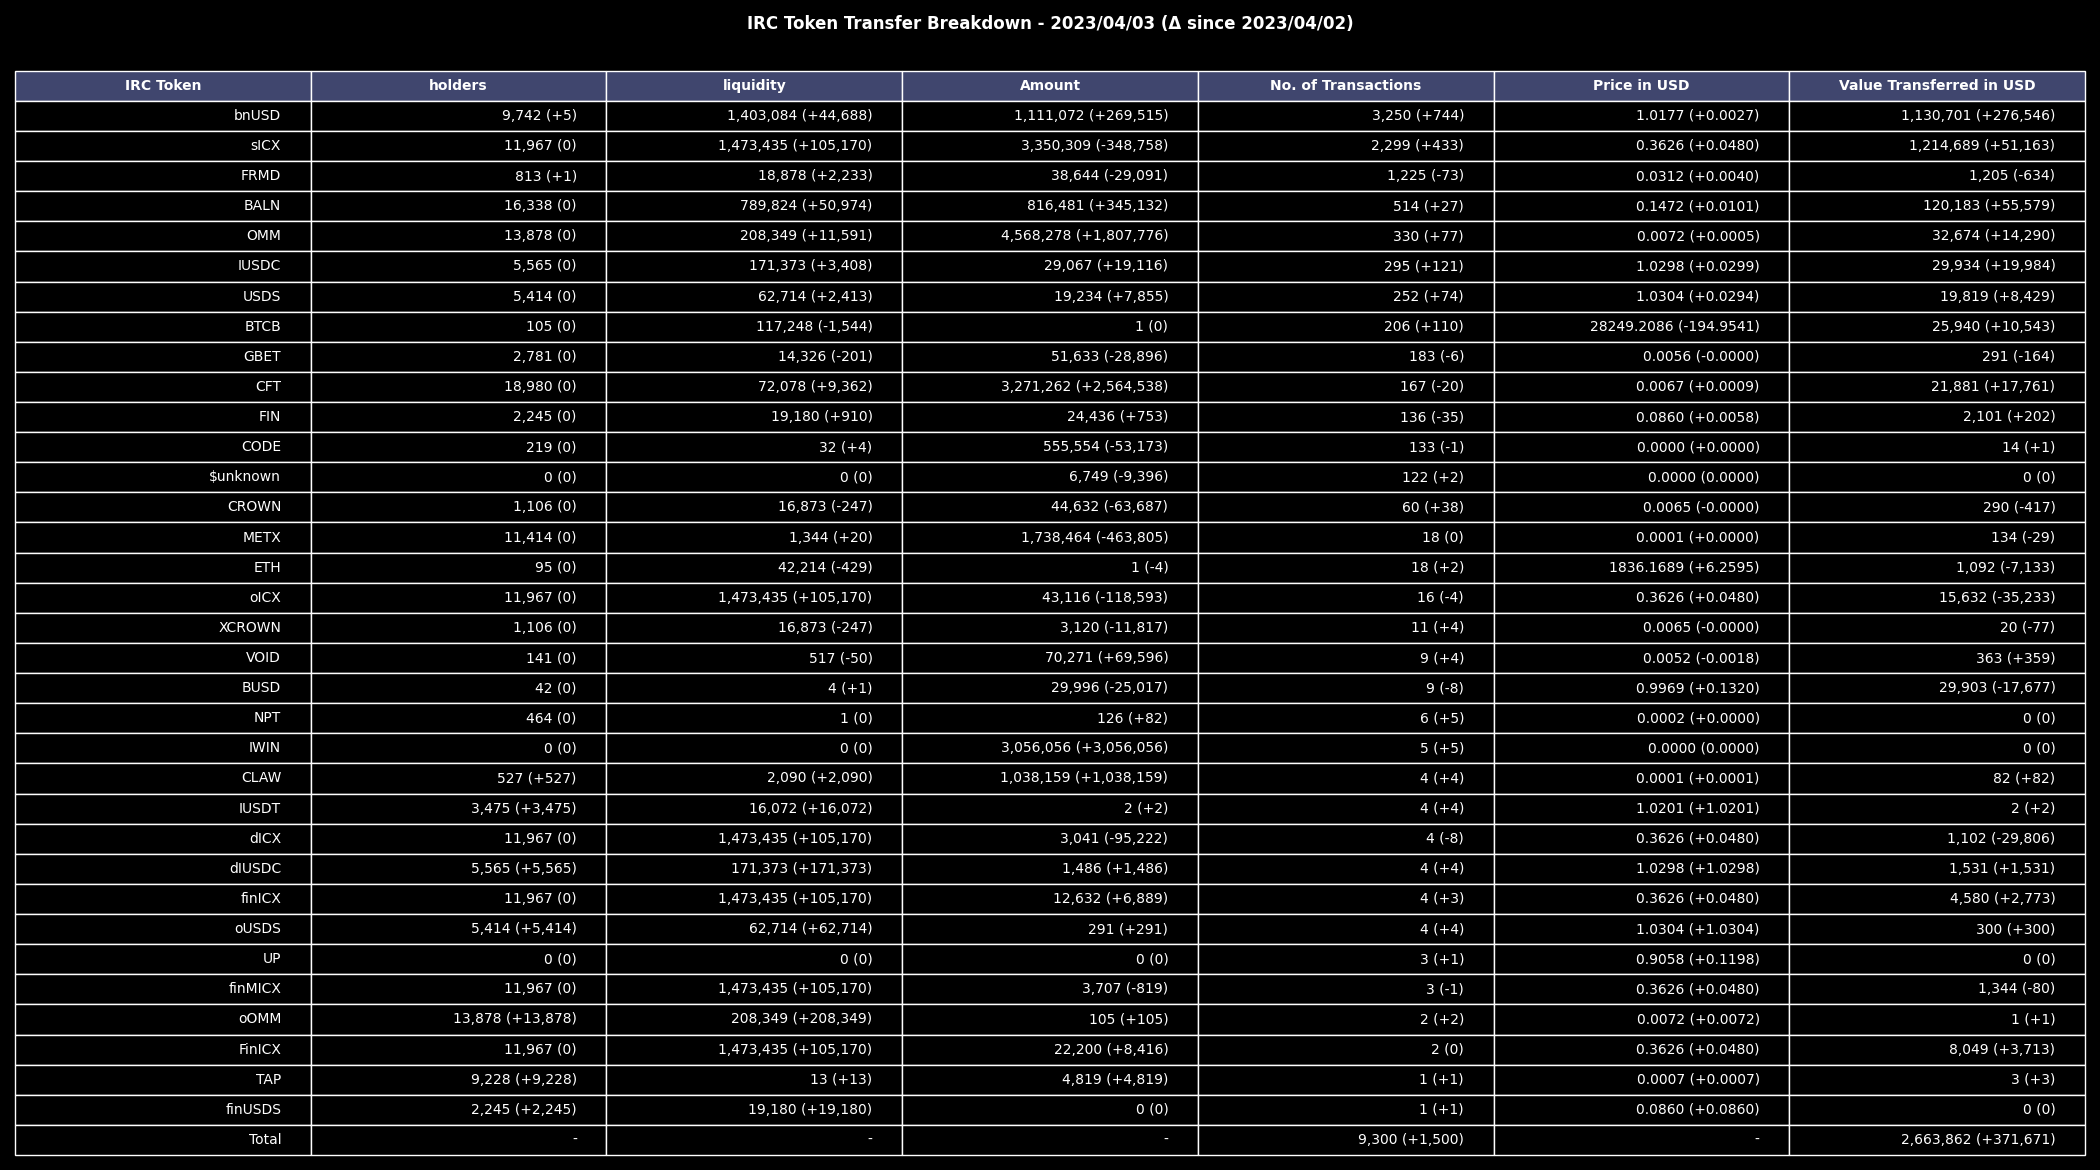 IRC Token Transfer Breakdown - 2023/04/03 (Δ since 2023/04/02)
IRC Token holders liquidity Amount No. of Transactions Price in USD Value Transferred in USD
bnUSD 9,742 (+5) 1,403,084 (+44,688) 1,111,072 (+269,515) 3,250 (+744) 1.0177 (+0.0027) 1,130,701 (+276,546)
sICX 11,967 (0) 1,473,435 (+105,170) 3,350,309 (-348,758) 2,299 (+433) 0.3626 (+0.0480) 1,214,689 (+51,163)
FRMD 813 (+1) 18,878 (+2,233) 38,644 (-29,091) 1,225 (-73) 0.0312 (+0.0040) 1,205 (-634)
BALN 16,338 (0) 789,824 (+50,974) 816,481 (+345,132) 514 (+27) 0.1472 (+0.0101) 120,183 (+55,579)
OMM 13,878 (0) 208,349 (+11,591) 4,568,278 (+1,807,776) 330 (+77) 0.0072 (+0.0005) 32,674 (+14,290)
IUSDC 5,565 (0) 171,373 (+3,408) 29,067 (+19,116) 295 (+121) 1.0298 (+0.0299) 29,934 (+19,984)
USDS 5,414 (0) 62,714 (+2,413) 19,234 (+7,855) 252 (+74) 1.0304 (+0.0294) 19,819 (+8,429)
BTCB 105 (0) 117,248 (-1,544) 1 (0) 206 (+110) 28249.2086 (-194.9541) 25,940 (+10,543)
GBET 2,781 (0) 14,326 (-201) 51,633 (-28,896) 183 (-6) 0.0056 (-0.0000) 291 (-164)
CFT 18,980 (0) 72,078 (+9,362) 3,271,262 (+2,564,538) 167 (-20) 0.0067 (+0.0009) 21,881 (+17,761)
FIN 2,245 (0) 19,180 (+910) 24,436 (+753) 136 (-35) 0.0860 (+0.0058) 2,101 (+202)
CODE 219 (0) 32 (+4) 555,554 (-53,173) 133 (-1) 0.0000 (+0.0000) 14 (+1)
$unknown 0 (0) 0 (0) 6,749 (-9,396) 122 (+2) 0.0000 (0.0000) 0 (0)
CROWN 1,106 (0) 16,873 (-247) 44,632 (-63,687) 60 (+38) 0.0065 (-0.0000) 290 (-417)
METX 11,414 (0) 1,344 (+20) 1,738,464 (-463,805) 18 (0) 0.0001 (+0.0000) 134 (-29)
ETH 95 (0) 42,214 (-429) 1 (-4) 18 (+2) 1836.1689 (+6.2595) 1,092 (-7,133)
oICX 11,967 (0) 1,473,435 (+105,170) 43,116 (-118,593) 16 (-4) 0.3626 (+0.0480) 15,632 (-35,233)
XCROWN 1,106 (0) 16,873 (-247) 3,120 (-11,817) 11 (+4) 0.0065 (-0.0000) 20 (-77)
VOID 141 (0) 517 (-50) 70,271 (+69,596) 9 (+4) 0.0052 (-0.0018) 363 (+359)
BUSD 42 (0) 4 (+1) 29,996 (-25,017) 9 (-8) 0.9969 (+0.1320) 29,903 (-17,677)
NPT 464 (0) 1 (0) 126 (+82) 6 (+5) 0.0002 (+0.0000) 0 (0)
IWIN 0 (0) 0 (0) 3,056,056 (+3,056,056) 5 (+5) 0.0000 (0.0000) 0 (0)
CLAW 527 (+527) 2,090 (+2,090) 1,038,159 (+1,038,159) 4 (+4) 0.0001 (+0.0001) 82 (+82)
IUSDT 3,475 (+3,475) 16,072 (+16,072) 2 (+2) 4 (+4) 1.0201 (+1.0201) 2 (+2)
dICX 11,967 (0) 1,473,435 (+105,170) 3,041 (-95,222) 4 (-8) 0.3626 (+0.0480) 1,102 (-29,806)
dIUSDC 5,565 (+5,565) 171,373 (+171,373) 1,486 (+1,486) 4 (+4) 1.0298 (+1.0298) 1,531 (+1,531)
finICX 11,967 (0) 1,473,435 (+105,170) 12,632 (+6,889) 4 (+3) 0.3626 (+0.0480) 4,580 (+2,773)
oUSDS 5,414 (+5,414) 62,714 (+62,714) 291 (+291) 4 (+4) 1.0304 (+1.0304) 300 (+300)
UP 0 (0) 0 (0) 0 (0) 3 (+1) 0.9058 (+0.1198) 0 (0)
finMICX 11,967 (0) 1,473,435 (+105,170) 3,707 (-819) 3 (-1) 0.3626 (+0.0480) 1,344 (-80)
oOMM 13,878 (+13,878) 208,349 (+208,349) 105 (+105) 2 (+2) 0.0072 (+0.0072) 1 (+1)
FinICX 11,967 (0) 1,473,435 (+105,170) 22,200 (+8,416) 2 (0) 0.3626 (+0.0480) 8,049 (+3,713)
TAP 9,228 (+9,228) 13 (+13) 4,819 (+4,819) 1 (+1) 0.0007 (+0.0007) 3 (+3)
finUSDS 2,245 (+2,245) 19,180 (+19,180) 0 (0) 1 (+1) 0.0860 (+0.0860) 0 (0)
Total - - - 9,300 (+1,500) - 2,663,862 (+371,671)